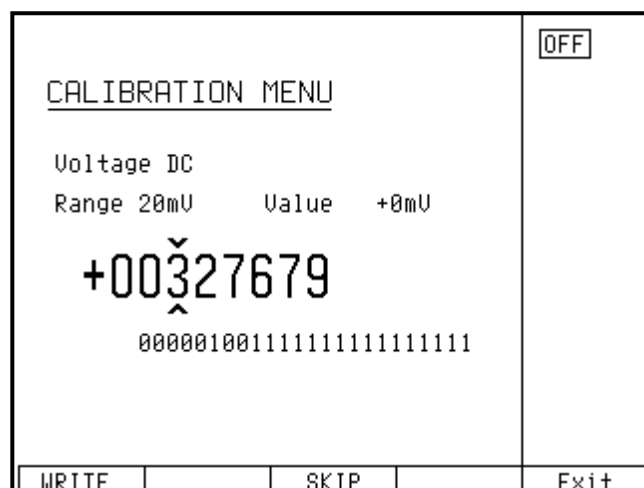 OFF
CALIBRATION MENU
Voltage DC
Range 20mV Value +0mV
+00327679
000001001111111111111111
WRITE SKIP Exit